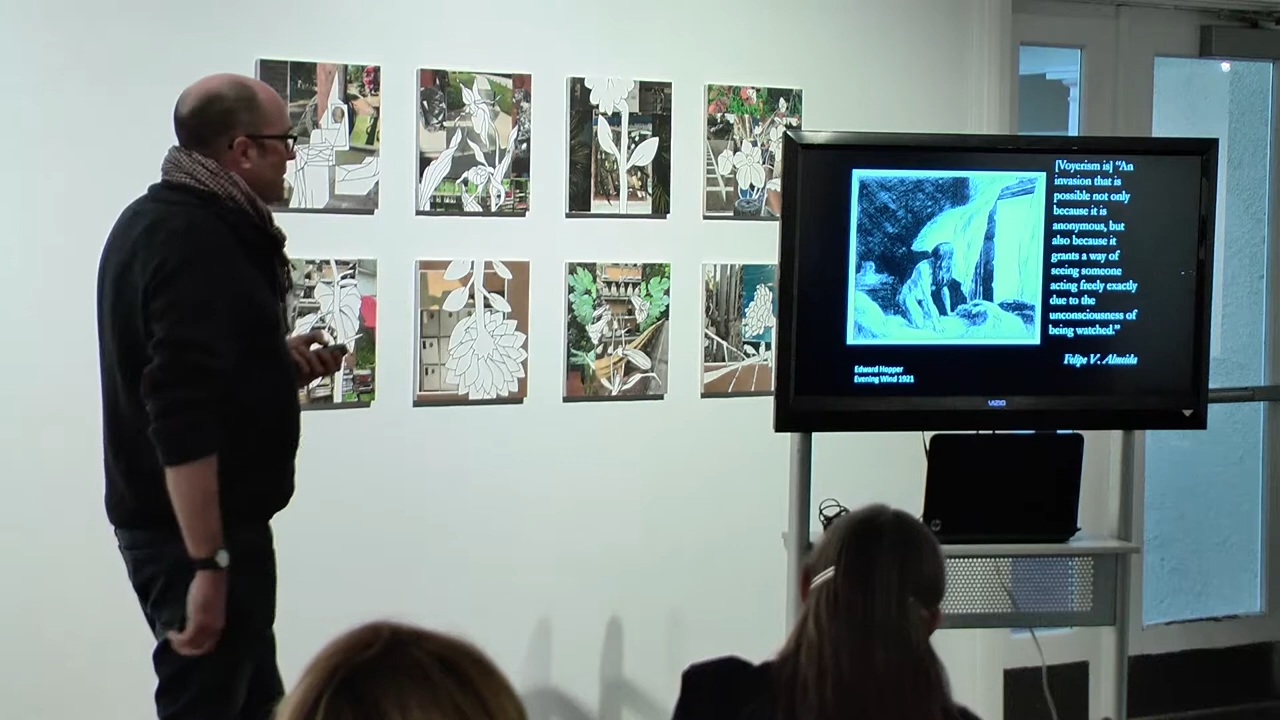 [Voyerism is] “An
invasion that is
possible not only
because it is
anonymous, but
also because it
grants a way of
seeing someone
acting freely exactly
due to the
unconsciousness of
being watched.”
Felipe V. Almeida
Edward Hopper
Evening Wind 1921
VIZIO